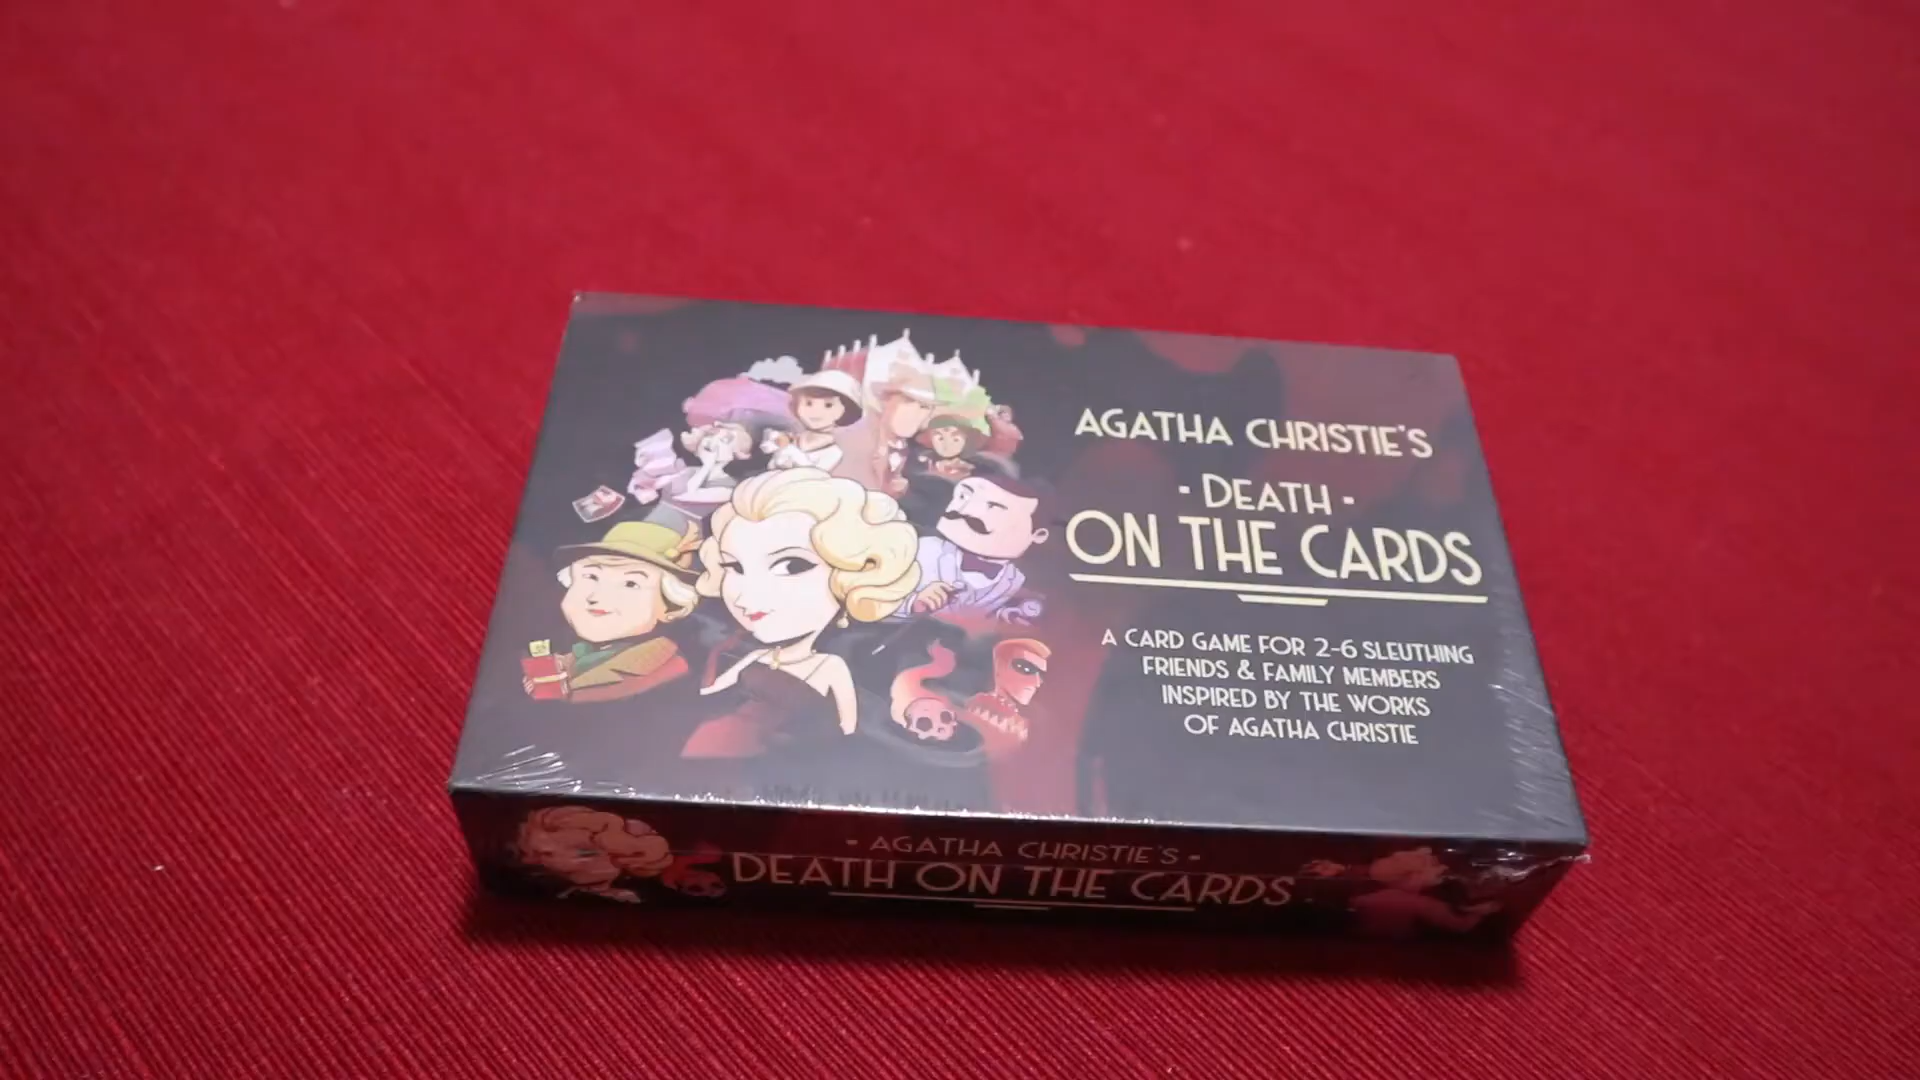 AGATHA CHRISTIE'S
- DEATH -
ON THE CARDS
A CARD GAME FOR 2-6 SLEUTHING
FRIENDS & FAMILY MEMBERS
INSPIRED BY THE WORKS
OF AGATHA CHRISTIE
- AGATHA CHRISTIE'S -
DEATH ON THE CARDS